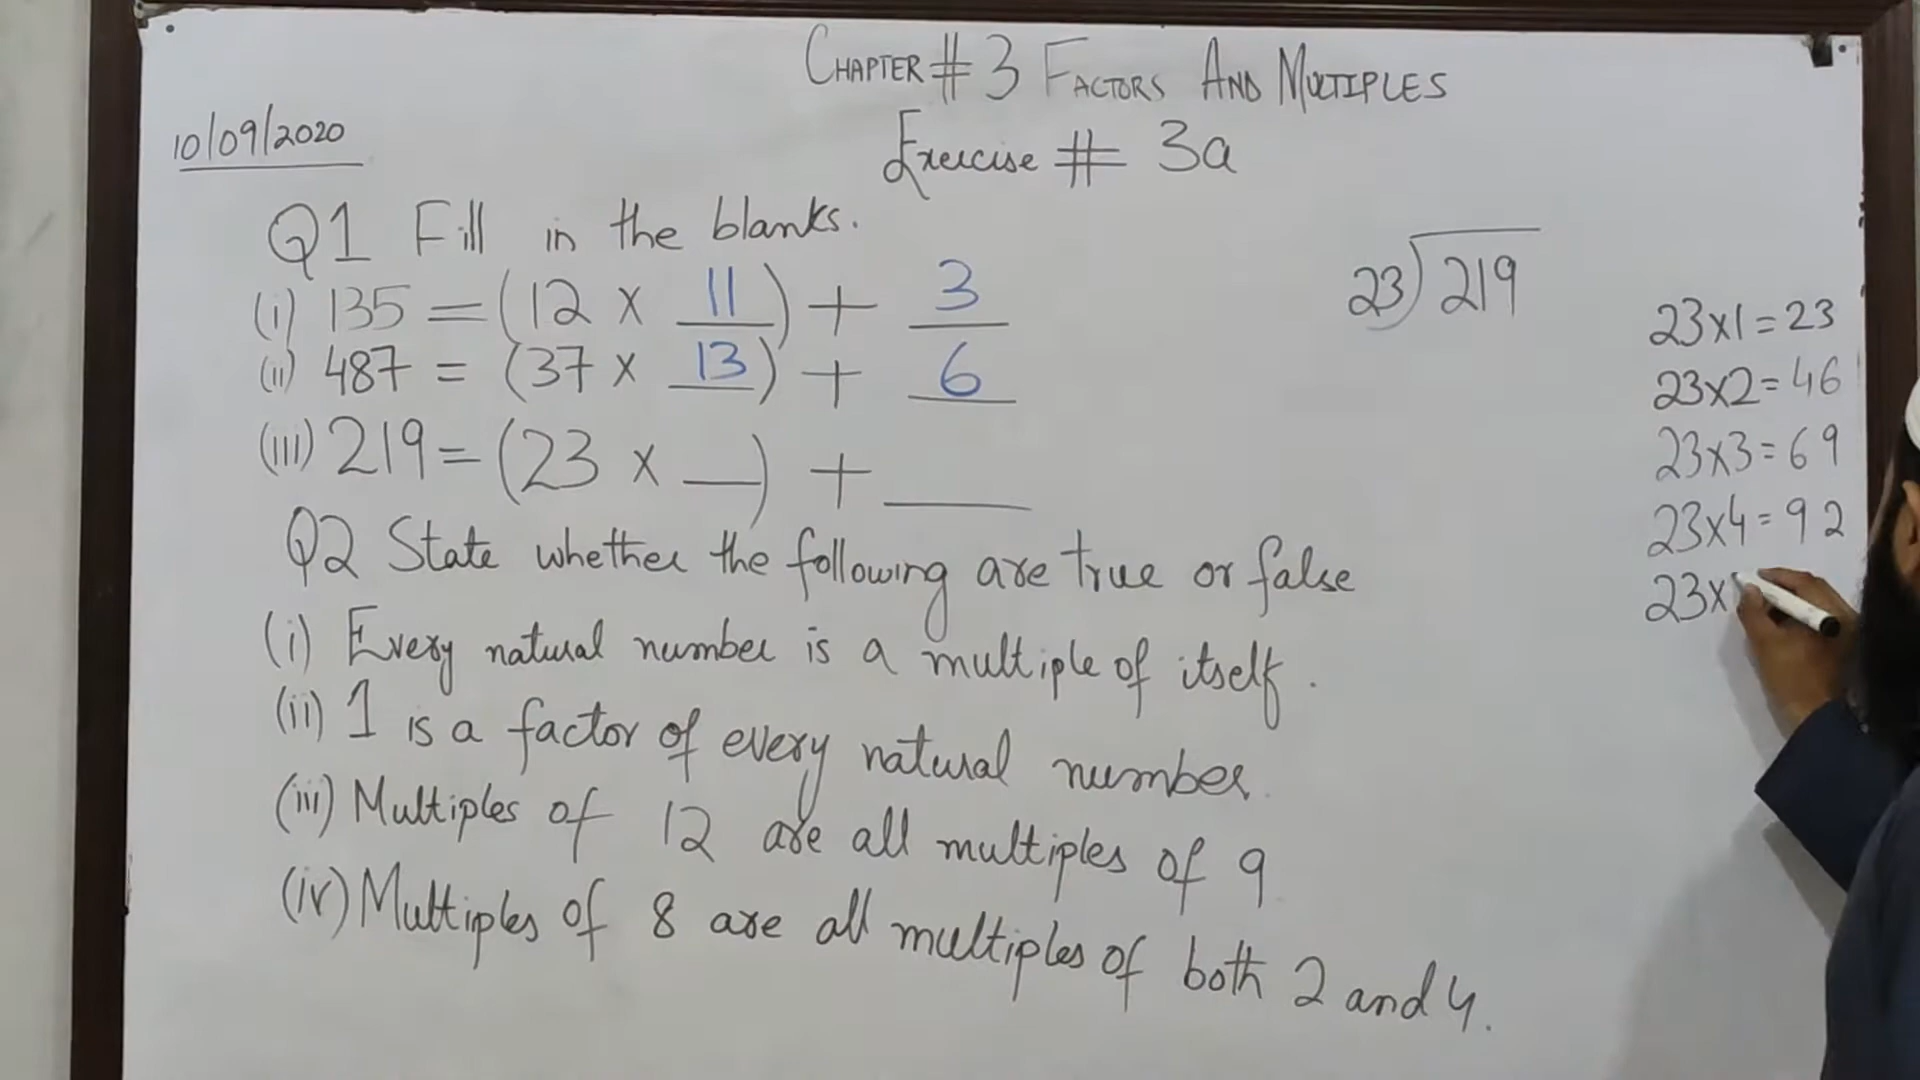 CHAPTER # 3 FACTORS AND MULTIPLES
10/09/2020
Exercise # 3a
Q1 Fill in the blanks.
(i) 135 = (12 × 11) + 3
(ii) 487 = (37 × 13) + 6
(iii) 219 = (23 × __) + ____
Q2 State whether the following are true or false
(i) Every natural number is a multiple of itself.
(ii) 1 is a factor of every natural number.
(iii) Multiples of 12 are all multiples of 9
(iv) Multiples of 8 are all multiples of both 2 and 4.
23)219
23x1=23
23x2=46
23x3=69
23x4=92
23x